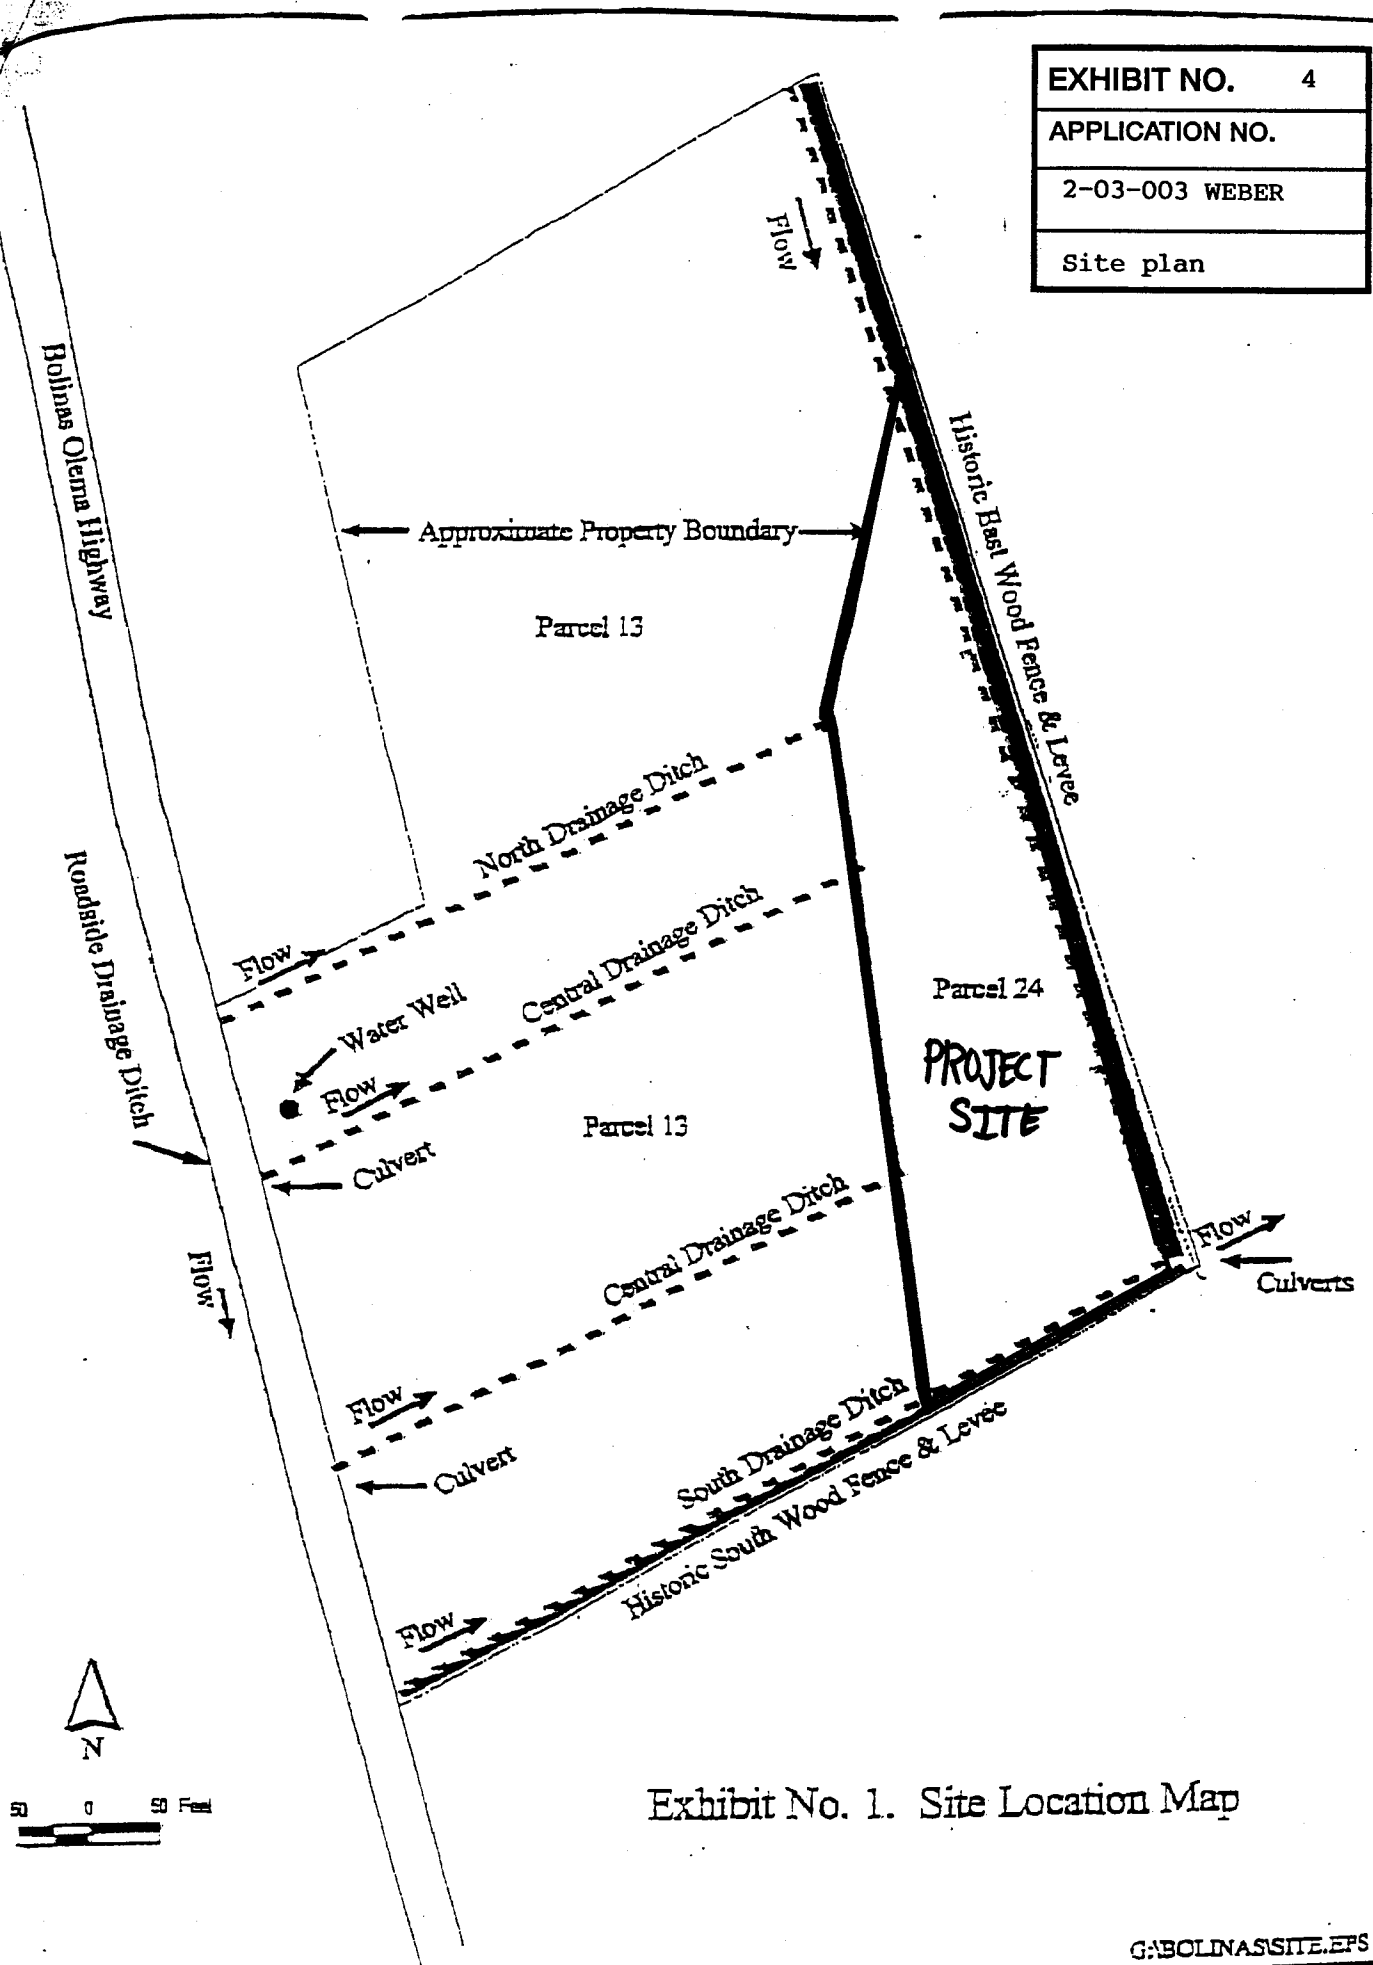 EXHIBIT NO. 4
APPLICATION NO.
2-03-003 WEBER
Site plan
Flow
Bolinas Olema Highway
Historic East Wood Fence & Levee
Approximate Property Boundary
Parcel 13
North Drainage Ditch
Roadside Drainage Ditch
Flow
Central Drainage Ditch
Water Well
Parcel 24
PROJECT
SITE
Flow
Parcel 13
Culvert
Central Drainage Ditch
Flow
Culverts
Flow
Flow
South Drainage Ditch
Culvert
Historic South Wood Fence & Levee
Flow
N
50 0 50 Feet
Exhibit No. 1. Site Location Map
G:\BOLINAS\SITE.EPS